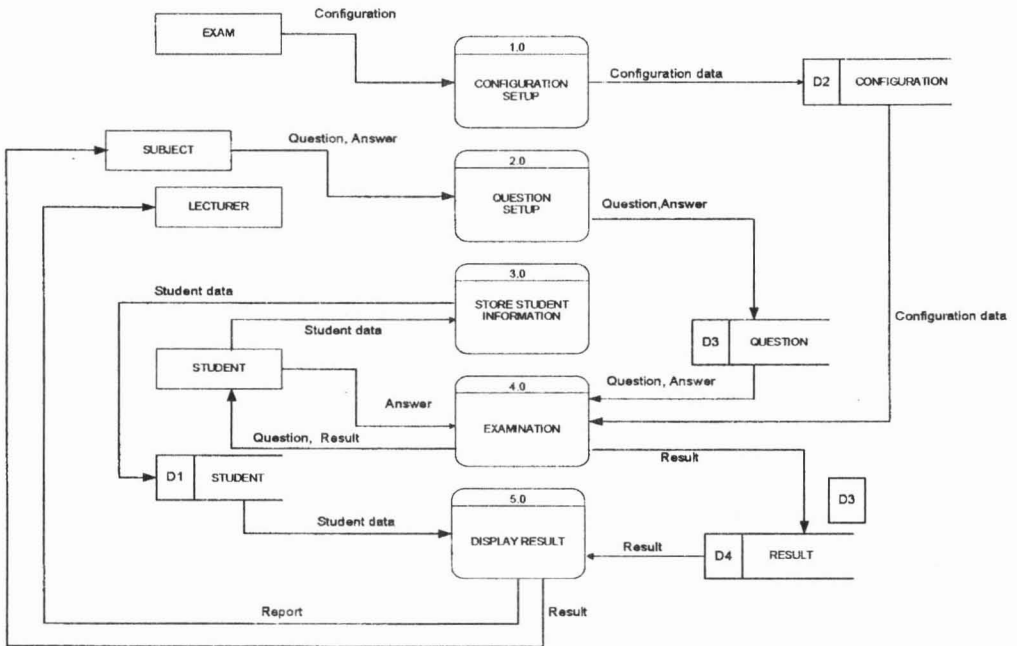 Configuration
EXAM
1.0
CONFIGURATION
SETUP
Configuration data
D2
CONFIGURATION
Question, Answer
SUBJECT
2.0
QUESTION
SETUP
LECTURER
Question,Answer
3.0
STORE STUDENT
INFORMATION
Student data
Student data
Configuration data
D3
QUESTION
STUDENT
Question, Answer
4.0
EXAMINATION
Answer
Question, Result
Result
D1
STUDENT
D3
5.0
DISPLAY RESULT
Student data
Result
D4
RESULT
Report
Result